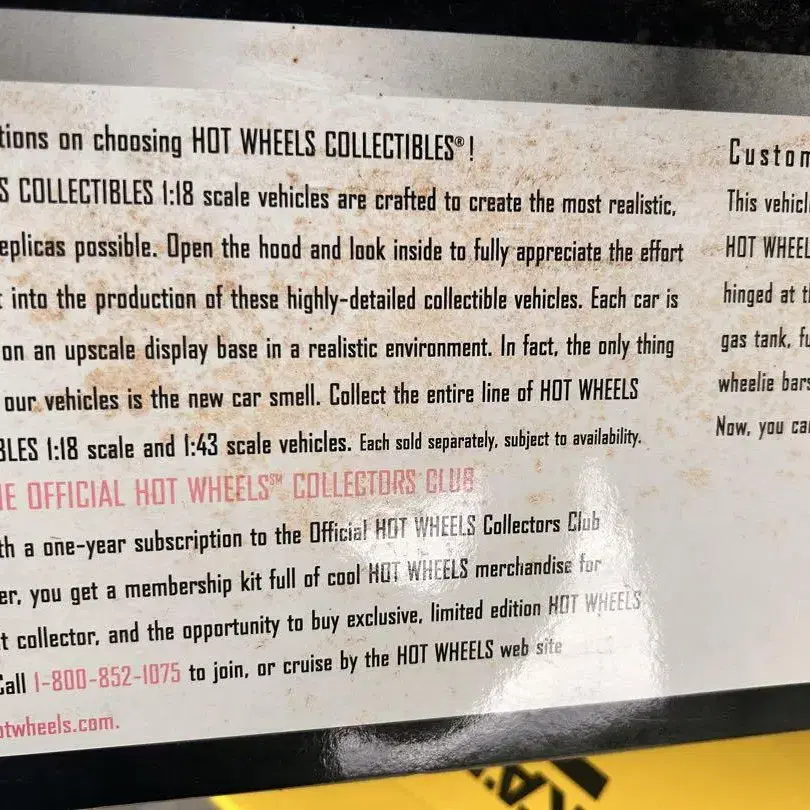 tions on choosing HOT WHEELS COLLECTIBLES®!
S COLLECTIBLES 1:18 scale vehicles are crafted to create the most realistic,
eplicas possible. Open the hood and look inside to fully appreciate the effort
t into the production of these highly-detailed collectible vehicles. Each car is
on an upscale display base in a realistic environment. In fact, the only thing
our vehicles is the new car smell. Collect the entire line of HOT WHEELS
BLES 1:18 scale and 1:43 scale vehicles. Each sold separately, subject to availability.
HE OFFICIAL HOT WHEELS℠ COLLECTORS CLUB
th a one-year subscription to the Official HOT WHEELS Collectors Club
er, you get a membership kit full of cool HOT WHEELS merchandise for
t collector, and the opportunity to buy exclusive, limited edition HOT WHEELS
Call 1-800-852-1075 to join, or cruise by the HOT WHEELS web site
otwheels.com.
Custom
This vehicl
HOT WHEEL
hinged at t
gas tank, fu
wheelie bars
Now, you ca